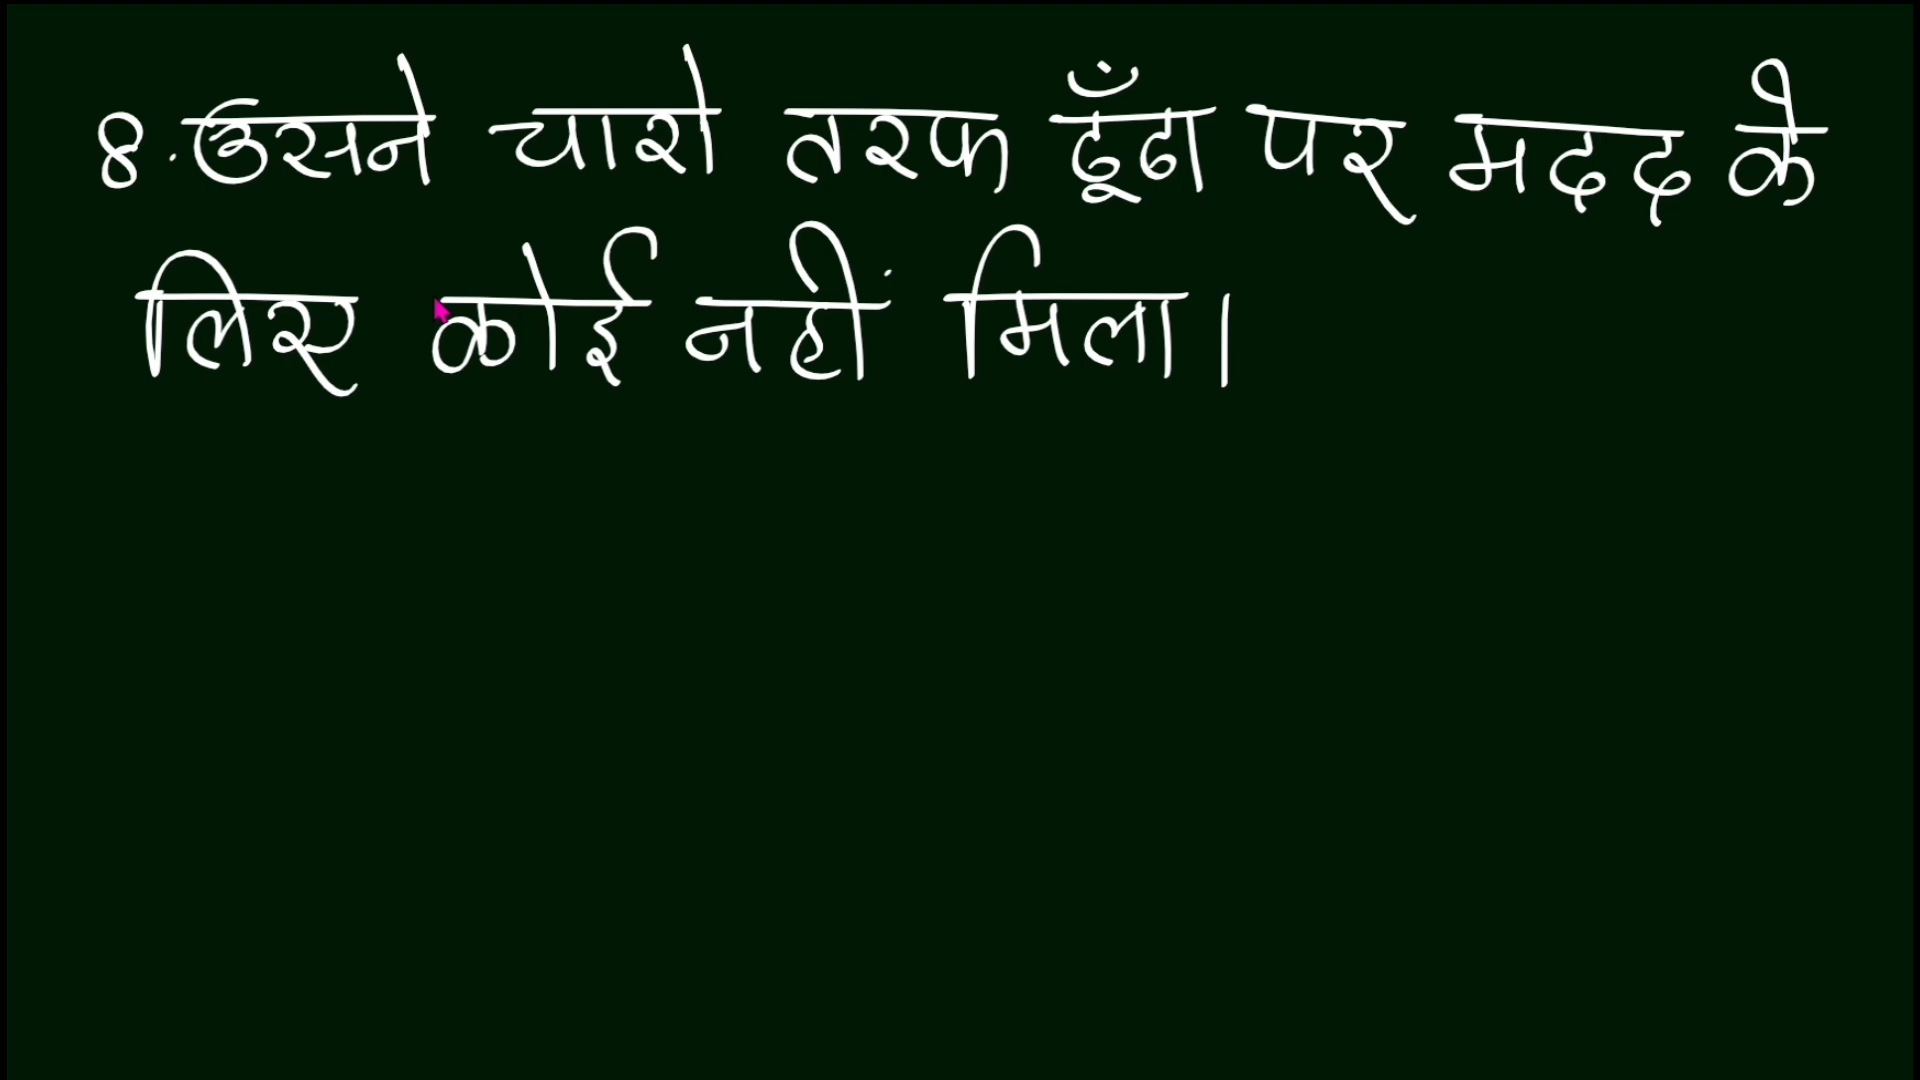 8. उसने चारो तरफ ढूँढा पर मदद के
लिए कोई नहीं मिला।